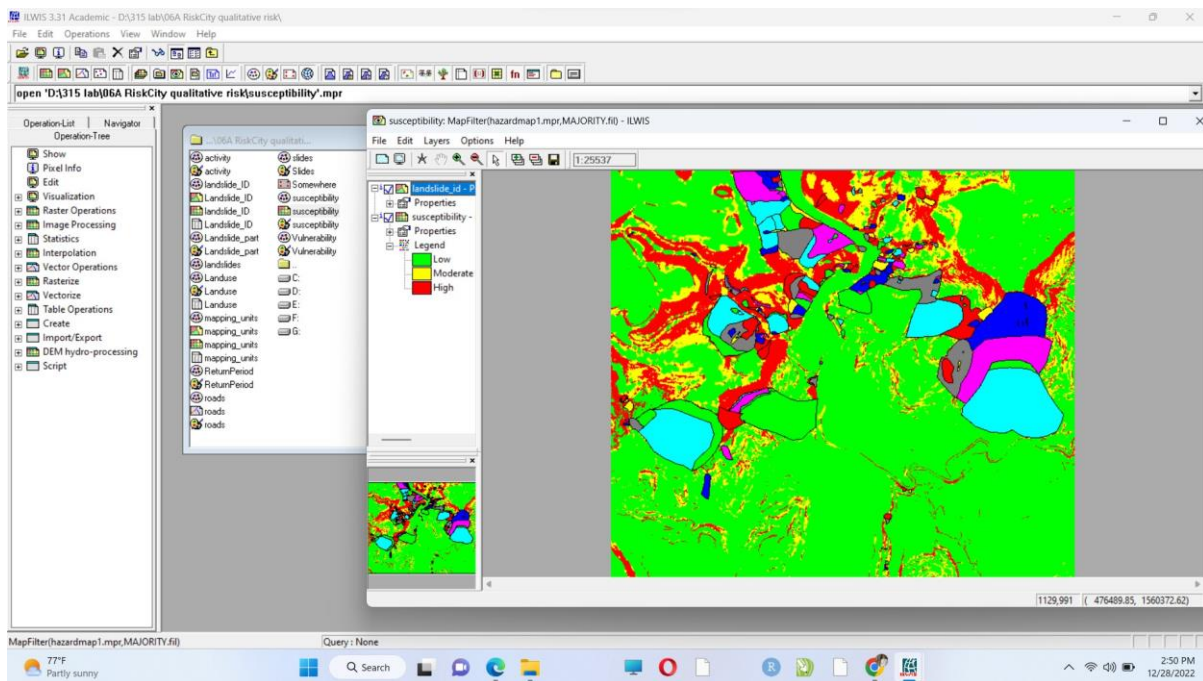 ILWIS 3.31 Academic - D:\315 lab\06A RiskCity qualitative risk\
File Edit Operations View Window Help
fn
open 'D:\315 lab\06A RiskCity qualitative risk\susceptibility'.mpr
Operation-List Navigator
Operation-Tree
Show
Pixel Info
Edit
Visualization
Raster Operations
Image Processing
Statistics
Interpolation
Vector Operations
Rasterize
Vectorize
Table Operations
Create
Import/Export
DEM hydro-processing
Script
...\06A RiskCity qualitati...
activity
activity
landslide_ID
Landslide_ID
landslide_ID
Landslide_ID
Landslide_part
Landslide_part
landslides
Landuse
Landuse
Landuse
mapping_units
mapping_units
mapping_units
mapping_units
ReturnPeriod
ReturnPeriod
roads
roads
roads
slides
Slides
Somewhere
susceptibility
susceptibility
susceptibility
Vulnerability
Vulnerability
..
C:
D:
E:
F:
G:
susceptibility: MapFilter(hazardmap1.mpr,MAJORITY.fil) - ILWIS
File Edit Layers Options Help
1:25537
landslide_id - P
Properties
susceptibility -
Properties
Legend
Low
Moderate
High
1129,991 ( 476489.85, 1560372.62)
MapFilter(hazardmap1.mpr,MAJORITY.fil) Query : None
77°F
Partly sunny
Search
R
2:50 PM
12/28/2022